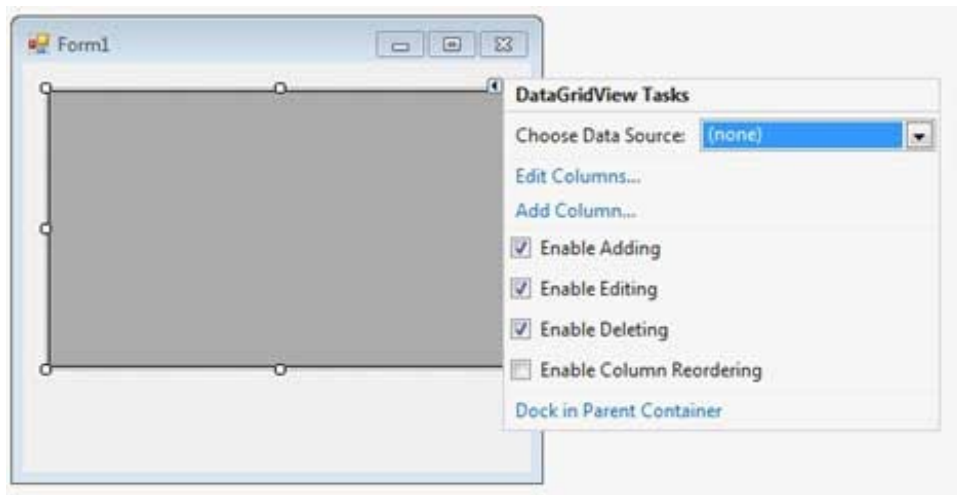 Form1
DataGridView Tasks
Choose Data Source: (none)
Edit Columns...
Add Column...
Enable Adding
Enable Editing
Enable Deleting
Enable Column Reordering
Dock in Parent Container